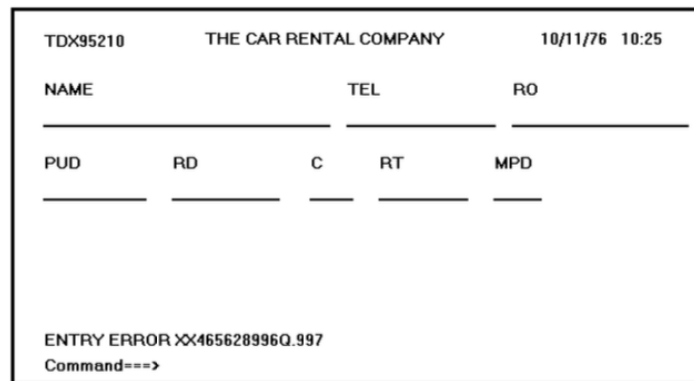 TDX95210 THE CAR RENTAL COMPANY 10/11/76 10:25
NAME TEL RO
PUD RD C RT MPD
ENTRY ERROR XX465628996Q.997
Command===>